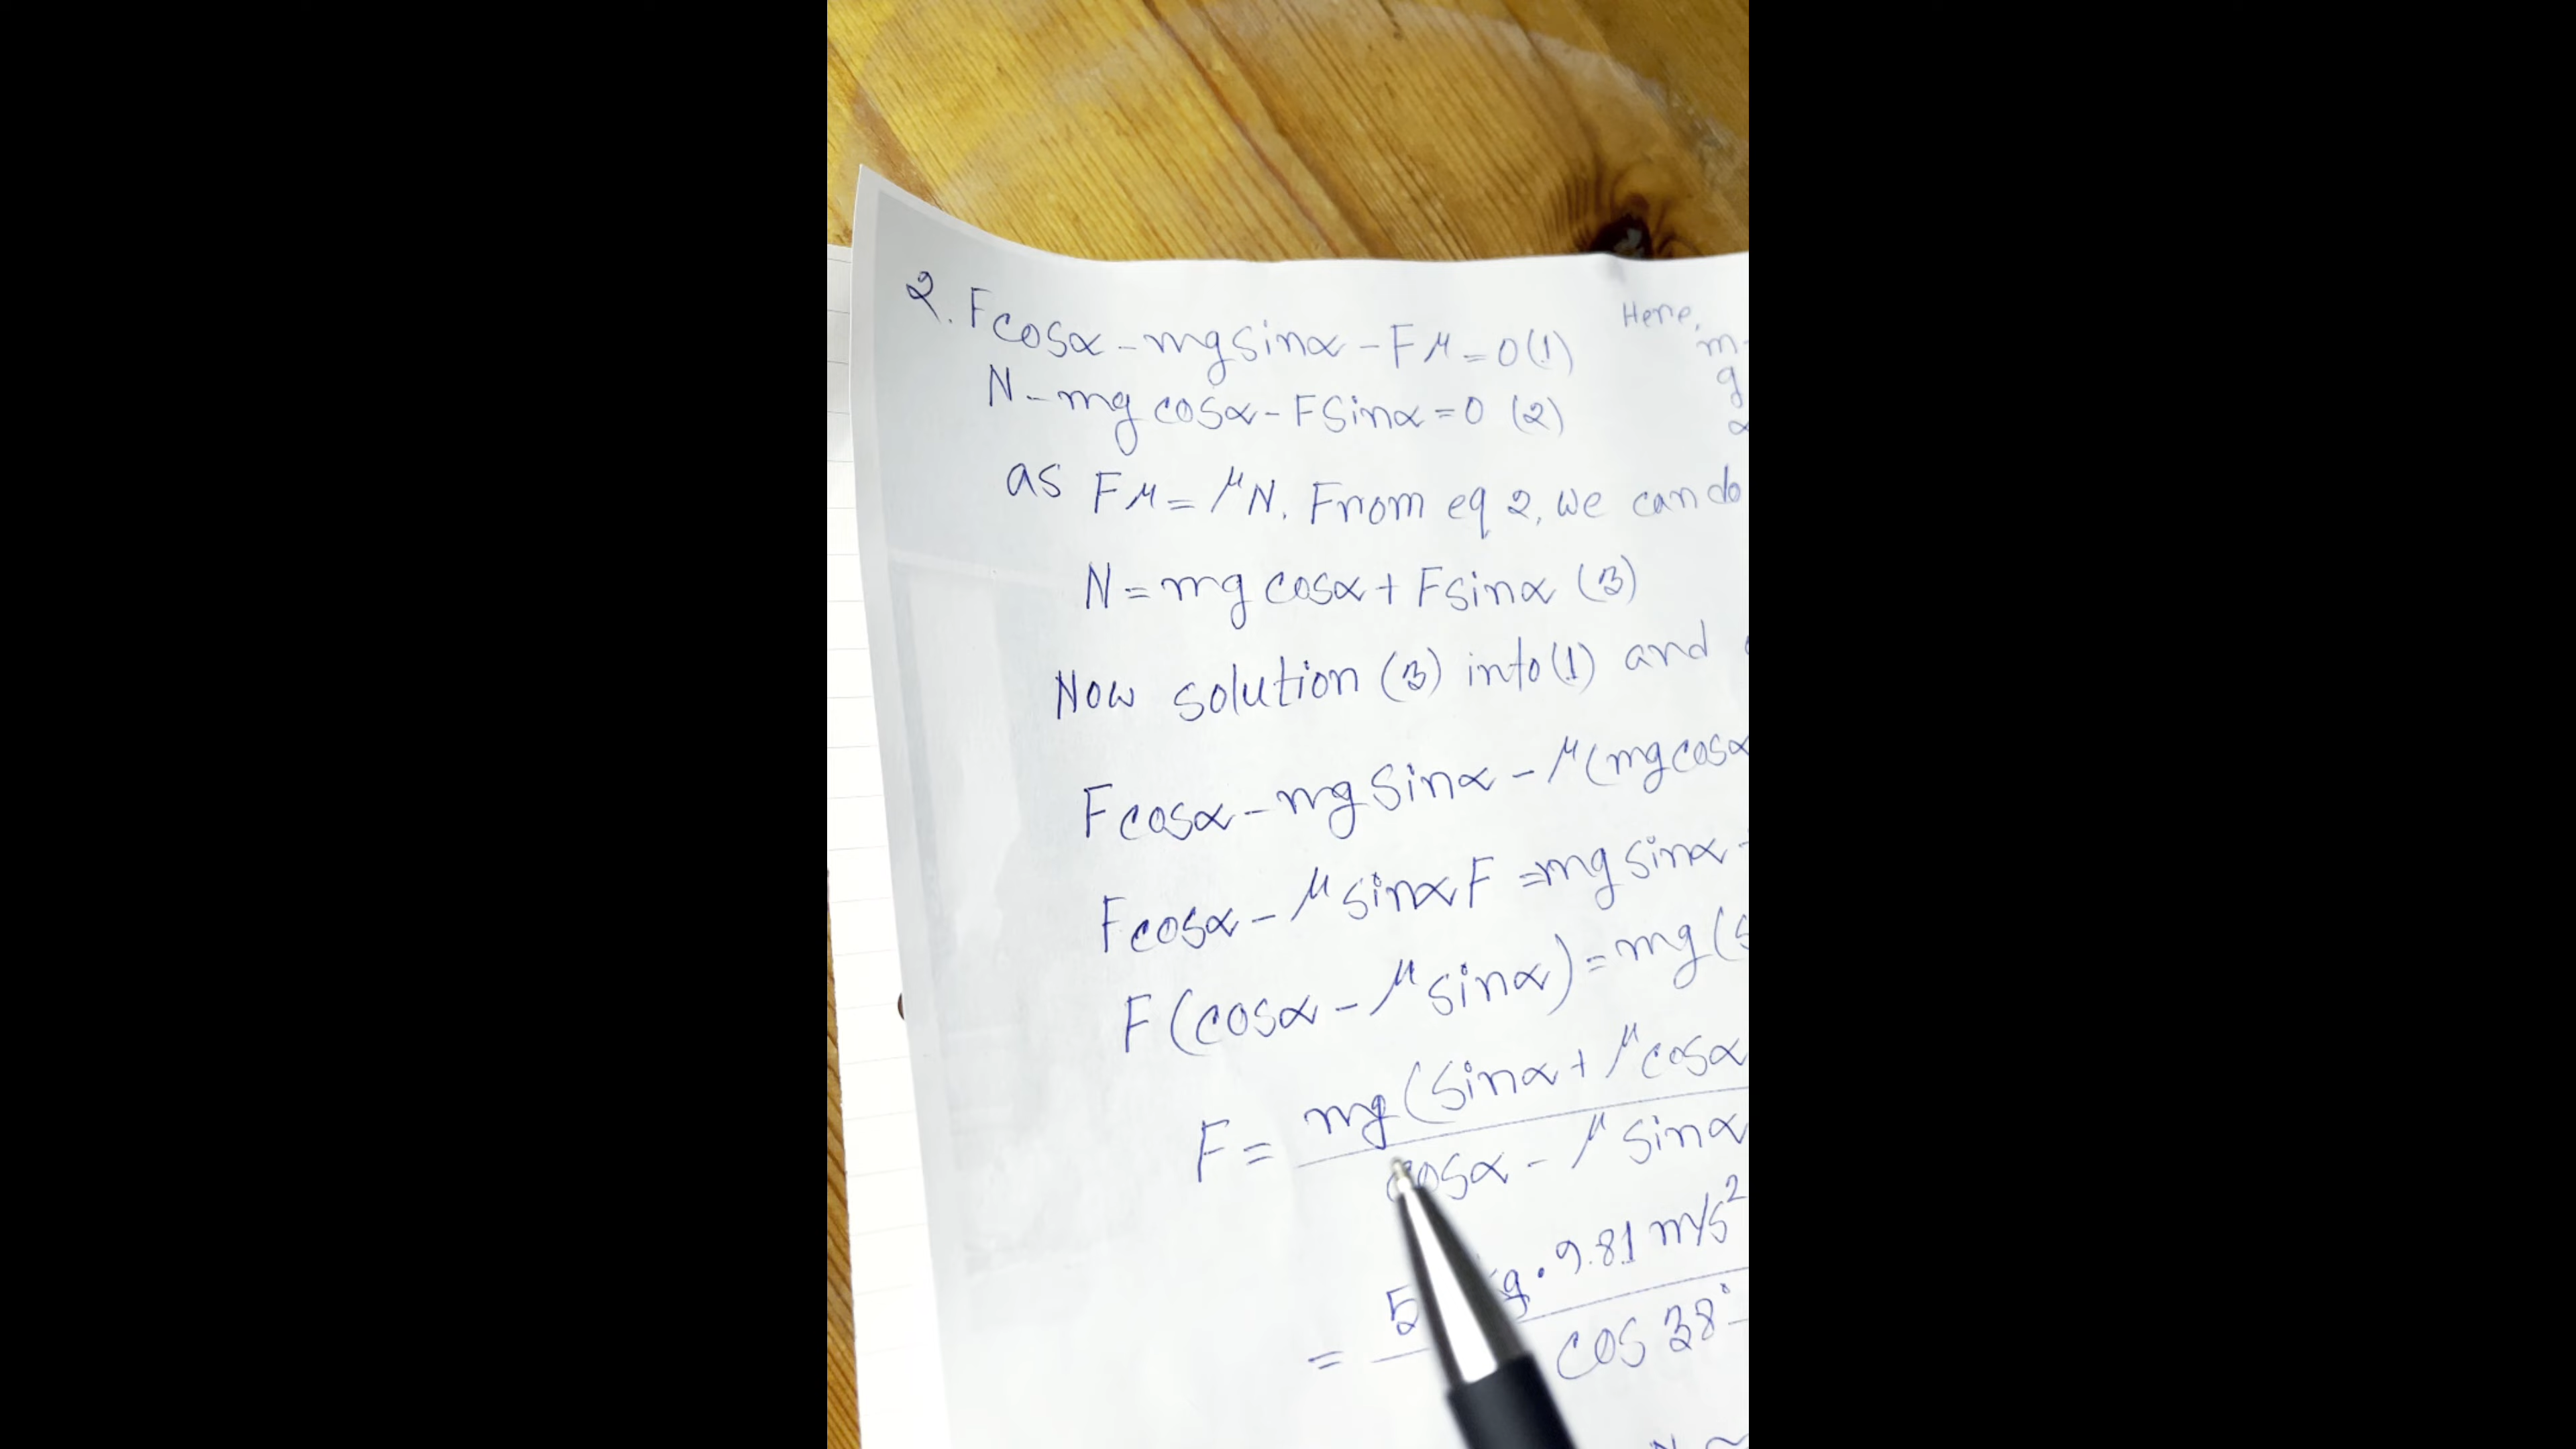 2. Fcosα - mg sinα - Fμ = 0 (1)
Here,
m
g
α
N - mg cosα - F sinα = 0 (2)
as Fμ = μN. From eq 2, we can do
N = mg cosα + F sinα (3)
Now solution (3) into (1) and
Fcosα - mg sinα - μ(mg cosα
Fcosα - μ sinα F = mg sinα
F(cosα - μ sinα) = mg(s
F = mg (sinα + μ cosα
cosα - μ sinα
= 5 g · 9.81 m/s²
cos 38° -